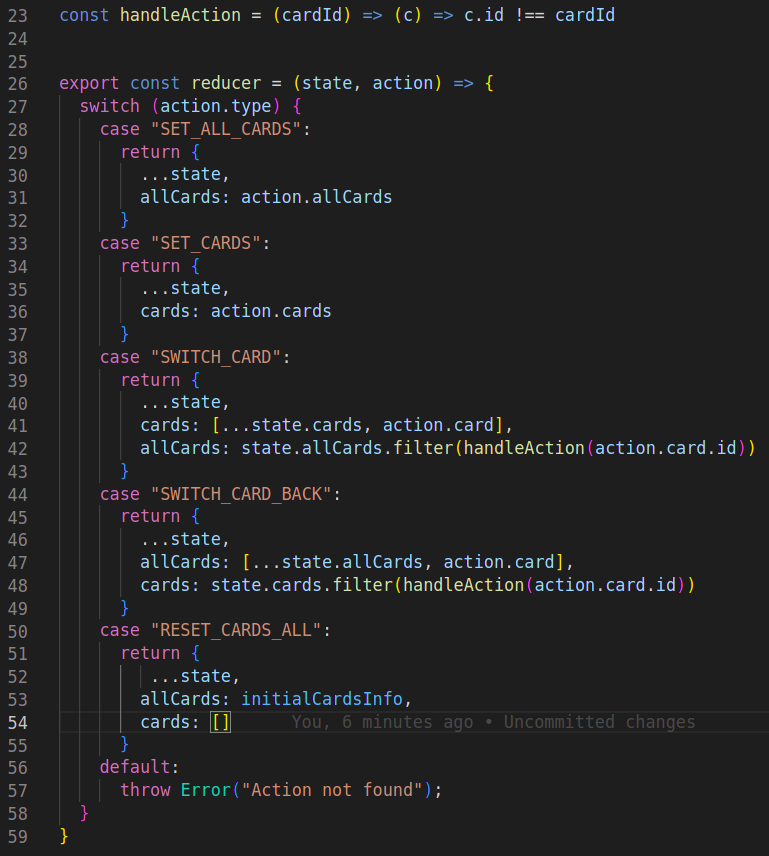 23 const handleAction = (cardId) => (c) => c.id !== cardId
24
25
26 export const reducer = (state, action) => {
27   switch (action.type) {
28     case "SET_ALL_CARDS":
29       return {
30         ...state,
31         allCards: action.allCards
32       }
33     case "SET_CARDS":
34       return {
35         ...state,
36         cards: action.cards
37       }
38     case "SWITCH_CARD":
39       return {
40         ...state,
41         cards: [...state.cards, action.card],
42         allCards: state.allCards.filter(handleAction(action.card.id))
43       }
44     case "SWITCH_CARD_BACK":
45       return {
46         ...state,
47         allCards: [...state.allCards, action.card],
48         cards: state.cards.filter(handleAction(action.card.id))
49       }
50     case "RESET_CARDS_ALL":
51       return {
52          ...state,
53         allCards: initialCardsInfo,
54         cards: []      You, 6 minutes ago • Uncommitted changes
55       }
56     default:
57       throw Error("Action not found");
58   }
59 }